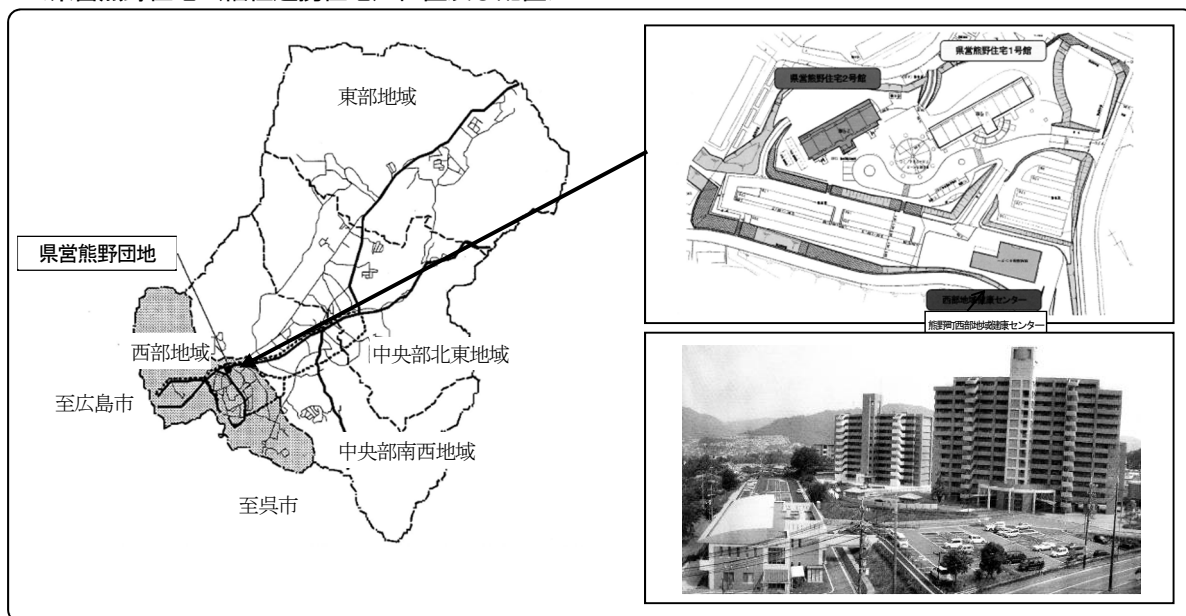 東部地域
県営熊野団地
西部地域
中央部北東地域
至広島市
中央部南西地域
至呉市
県営熊野住宅1号館
県営熊野住宅2号館
西部地域健康センター
熊野町西部地域健康センター